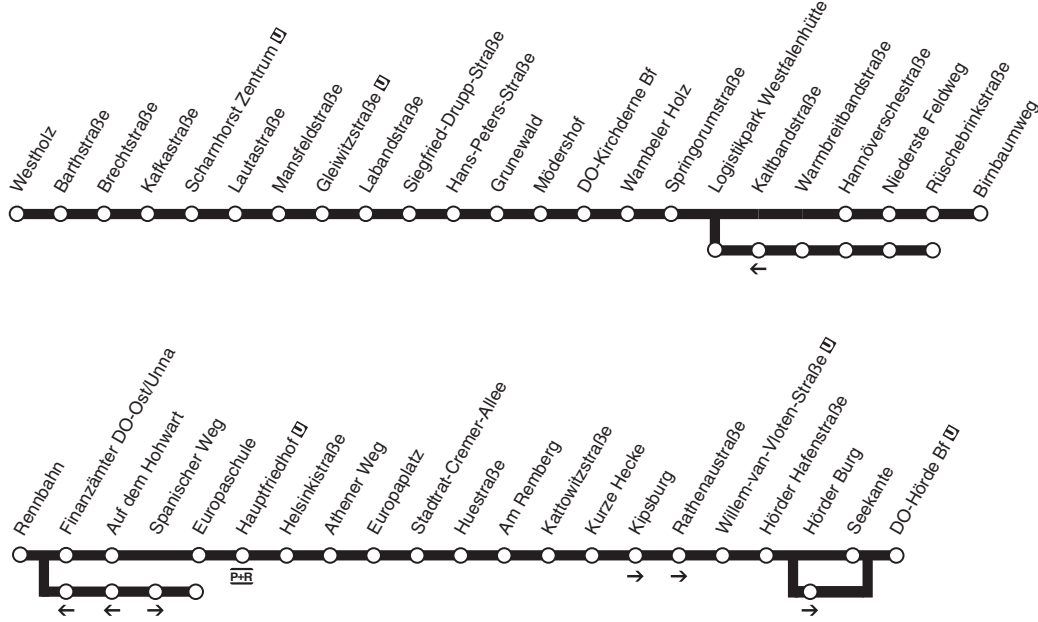 Westholz
Barthstraße
Brechtstraße
Kafkastraße
Scharnhorst Zentrum U
Lautastraße
Mansfeldstraße
Gleiwitzstraße U
Labandstraße
Siegfried-Drupp-Straße
Hans-Peters-Straße
Grunewald
Mödershof
DO-Kirchderne Bf
Wambeler Holz
Springorumstraße
Logistikpark Westfalenhütte
Kaltbandstraße
Warmbreitbandstraße
Hannöverschestraße
Niederste Feldweg
Rüschebrinkstraße
Birnbaumweg
Rennbahn
Finanzämter DO-Ost/Unna
Auf dem Hohwart
Spanischer Weg
Europaschule
Hauptfriedhof U
Helsinkistraße
Athener Weg
Europaplatz
Stadtrat-Cremer-Allee
Huestraße
Am Remberg
Kattowitzstraße
Kurze Hecke
Kipsburg
Rathenaustraße
Willem-van-Vloten-Straße U
Hörder Hafenstraße
Hörder Burg
Seekante
DO-Hörde Bf U
P+R